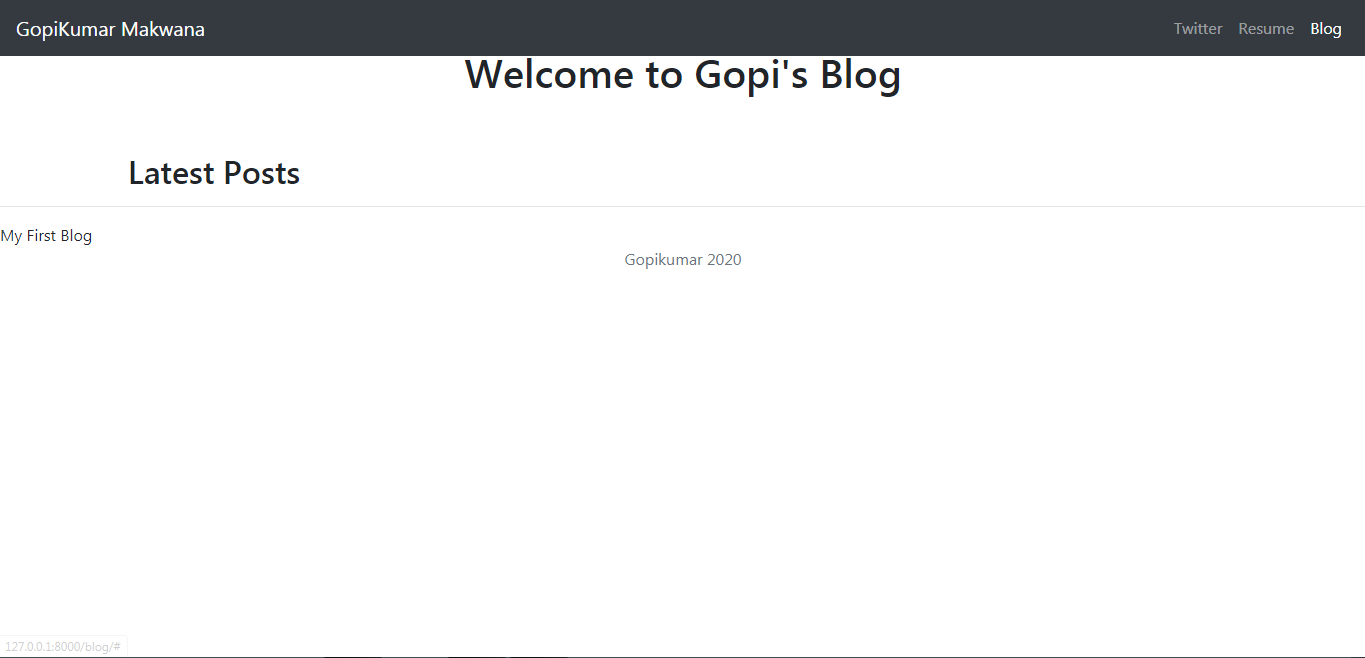 GopiKumar Makwana Twitter Resume Blog
Welcome to Gopi's Blog
Latest Posts
My First Blog
Gopikumar 2020
127.0.0.1:8000/blog/#